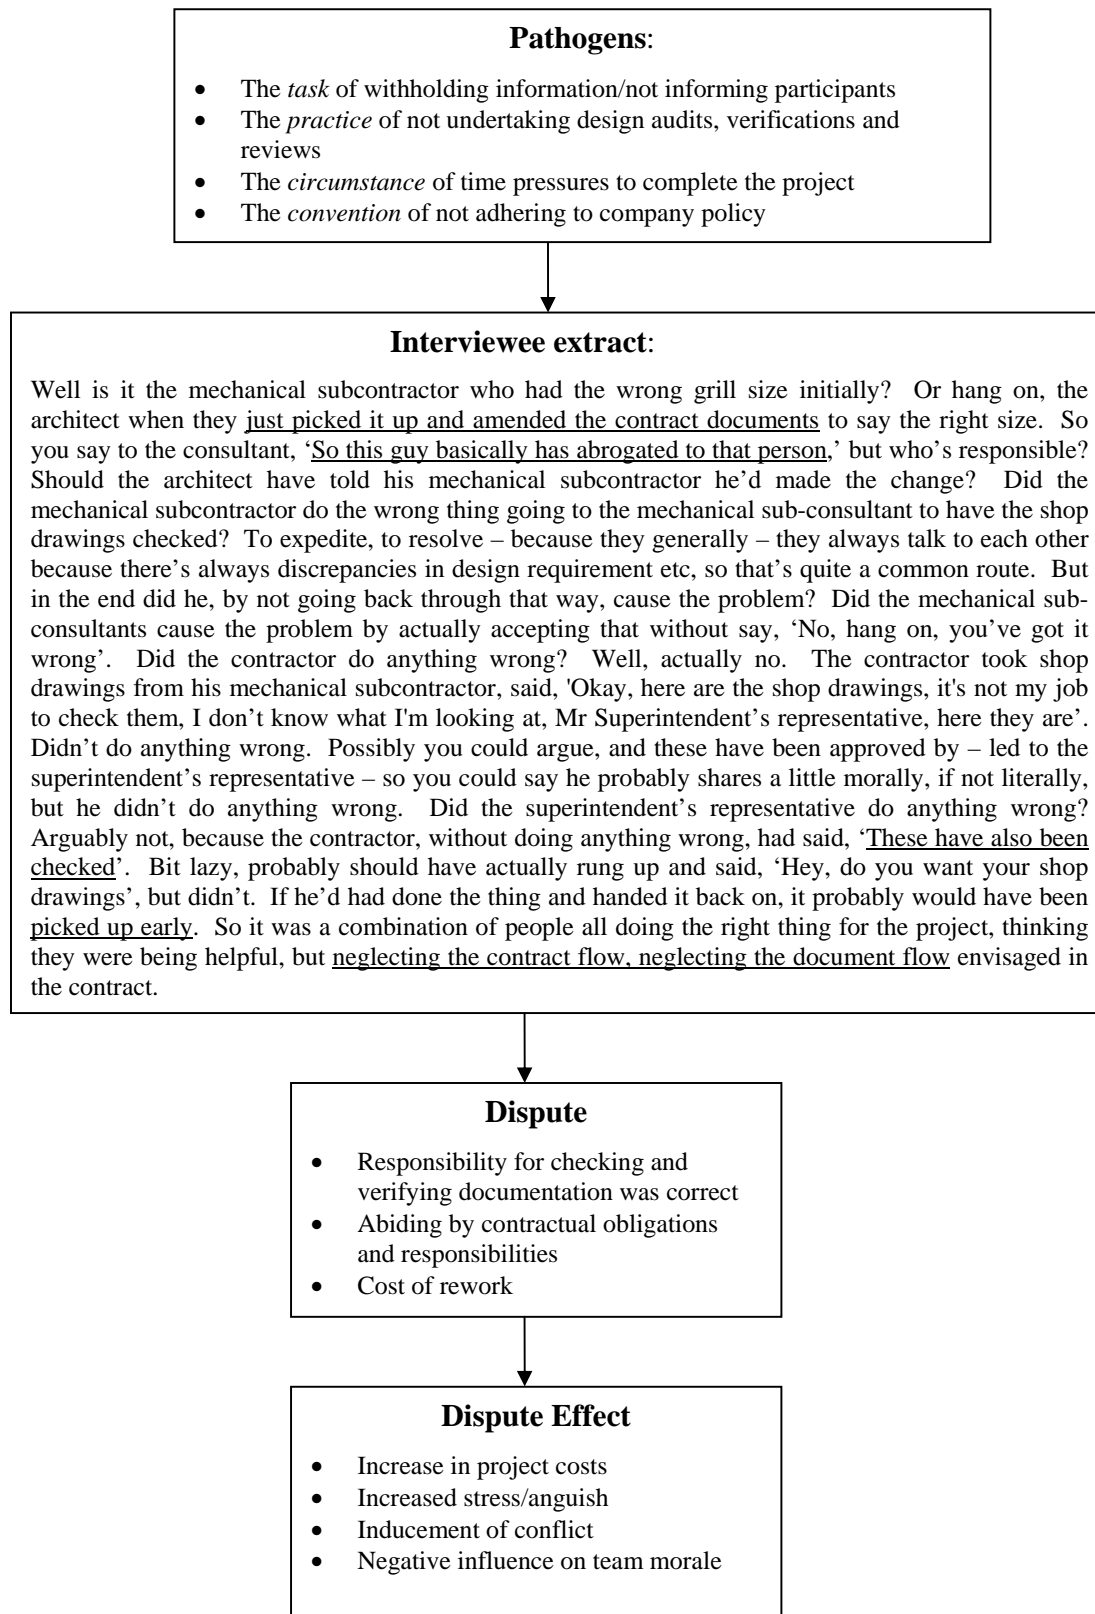 Pathogens:
• The task of withholding information/not informing participants
• The practice of not undertaking design audits, verifications and
reviews
• The circumstance of time pressures to complete the project
• The convention of not adhering to company policy
Interviewee extract:
Well is it the mechanical subcontractor who had the wrong grill size initially? Or hang on, the
architect when they just picked it up and amended the contract documents to say the right size. So
you say to the consultant, ‘So this guy basically has abrogated to that person,’ but who’s responsible?
Should the architect have told his mechanical subcontractor he’d made the change? Did the
mechanical subcontractor do the wrong thing going to the mechanical sub-consultant to have the shop
drawings checked? To expedite, to resolve – because they generally – they always talk to each other
because there’s always discrepancies in design requirement etc, so that’s quite a common route. But
in the end did he, by not going back through that way, cause the problem? Did the mechanical sub-
consultants cause the problem by actually accepting that without say, ‘No, hang on, you’ve got it
wrong’. Did the contractor do anything wrong? Well, actually no. The contractor took shop
drawings from his mechanical subcontractor, said, 'Okay, here are the shop drawings, it's not my job
to check them, I don’t know what I'm looking at, Mr Superintendent’s representative, here they are’.
Didn’t do anything wrong. Possibly you could argue, and these have been approved by – led to the
superintendent’s representative – so you could say he probably shares a little morally, if not literally,
but he didn’t do anything wrong. Did the superintendent’s representative do anything wrong?
Arguably not, because the contractor, without doing anything wrong, had said, ‘These have also been
checked’. Bit lazy, probably should have actually rung up and said, ‘Hey, do you want your shop
drawings’, but didn’t. If he’d had done the thing and handed it back on, it probably would have been
picked up early. So it was a combination of people all doing the right thing for the project, thinking
they were being helpful, but neglecting the contract flow, neglecting the document flow envisaged in
the contract.
Dispute
• Responsibility for checking and
verifying documentation was correct
• Abiding by contractual obligations
and responsibilities
• Cost of rework
Dispute Effect
• Increase in project costs
• Increased stress/anguish
• Inducement of conflict
• Negative influence on team morale